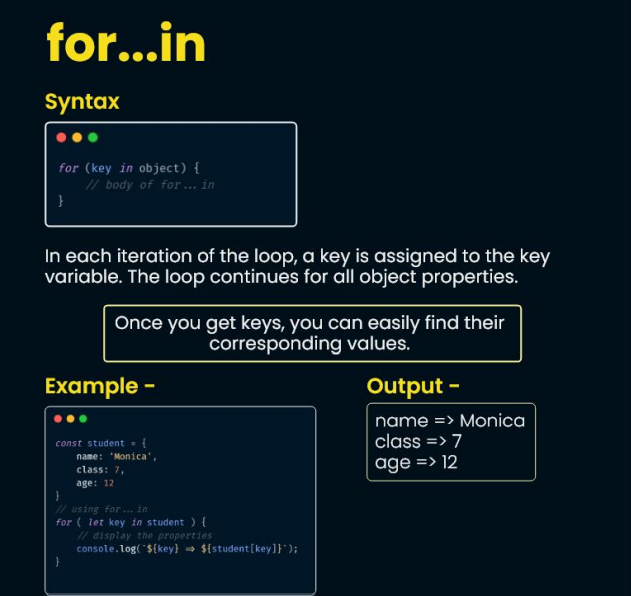 for...in
Syntax
for (key in object) {
// body of for...in
}
In each iteration of the loop, a key is assigned to the key
variable. The loop continues for all object properties.
Once you get keys, you can easily find their
corresponding values.
Example -
const student = {
name: 'Monica',
class: 7,
age: 12
}
// using for...in
for ( let key in student ) {
// display the properties
console.log(`${key} => ${student[key]}`);
}
Output -
name => Monica
class => 7
age => 12